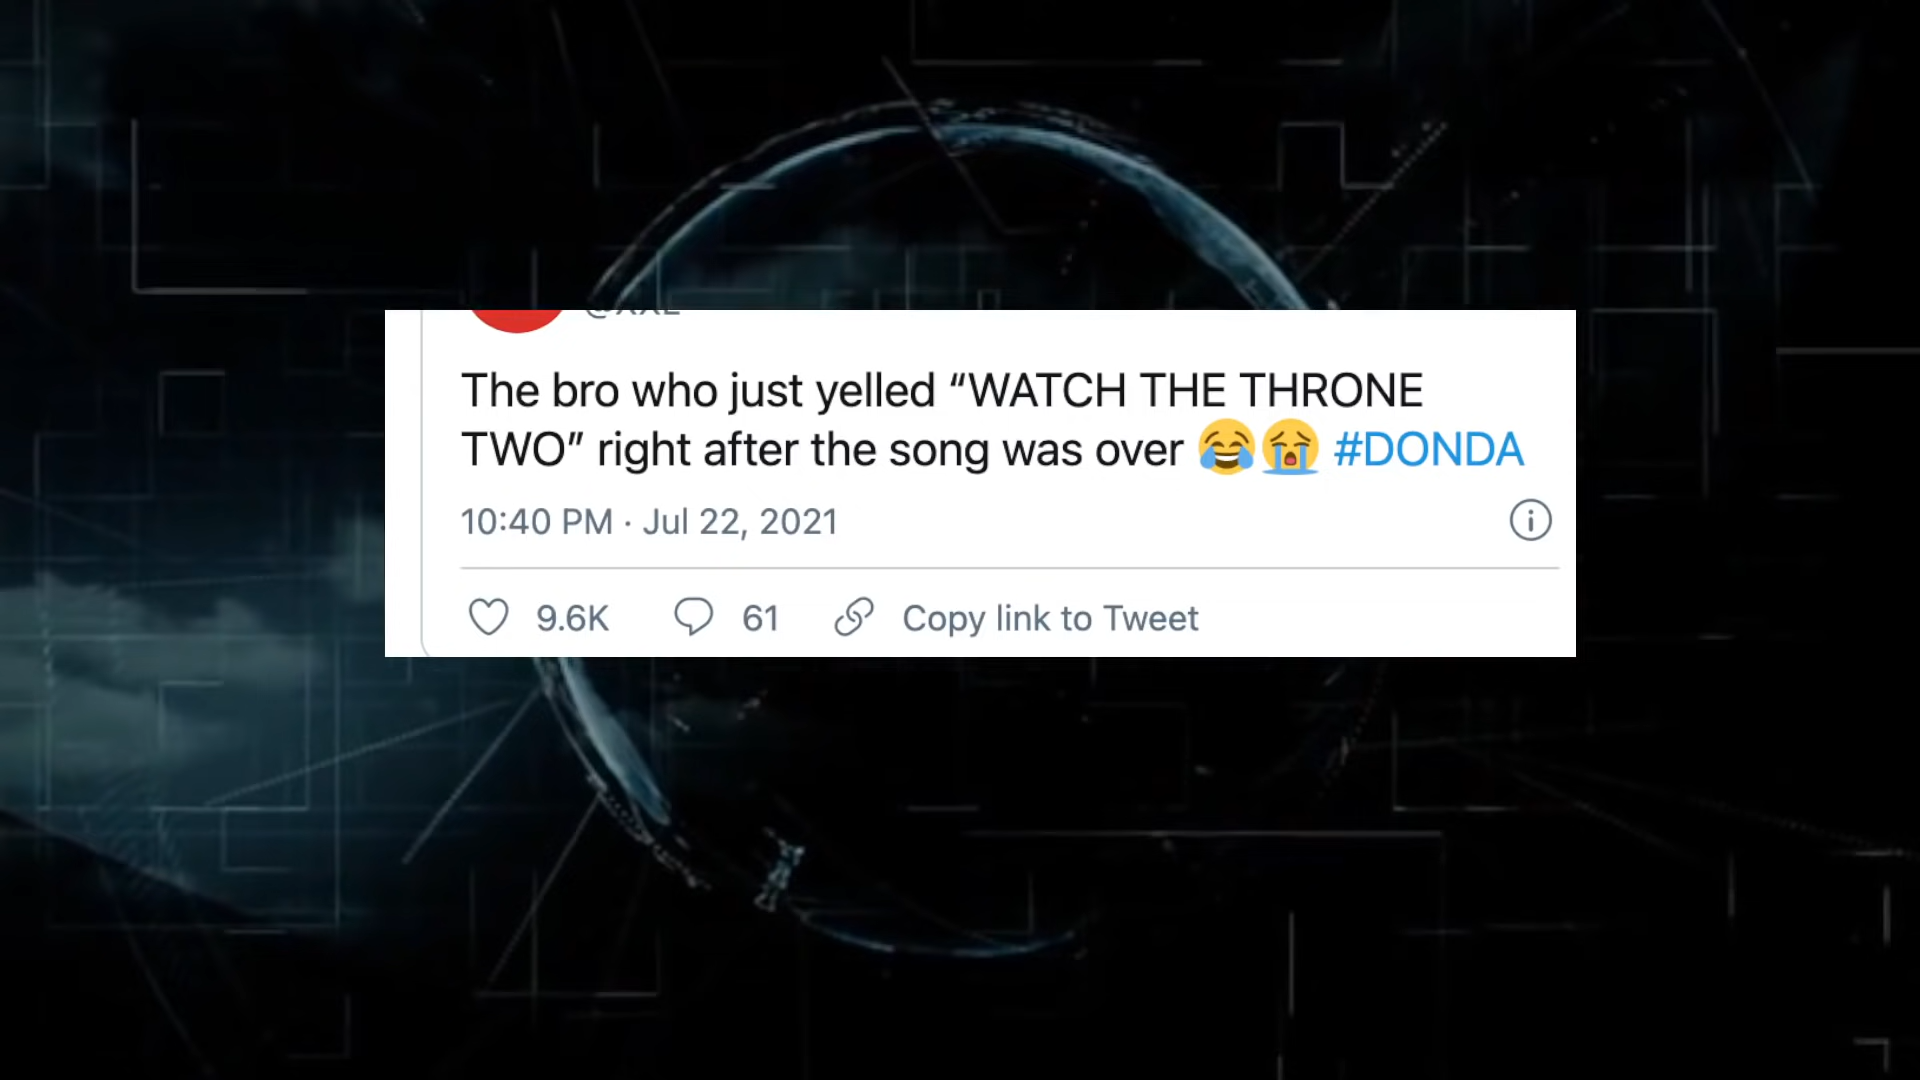 The bro who just yelled “WATCH THE THRONE
TWO” right after the song was over 😂😭 #DONDA
10:40 PM · Jul 22, 2021
9.6K 61 Copy link to Tweet